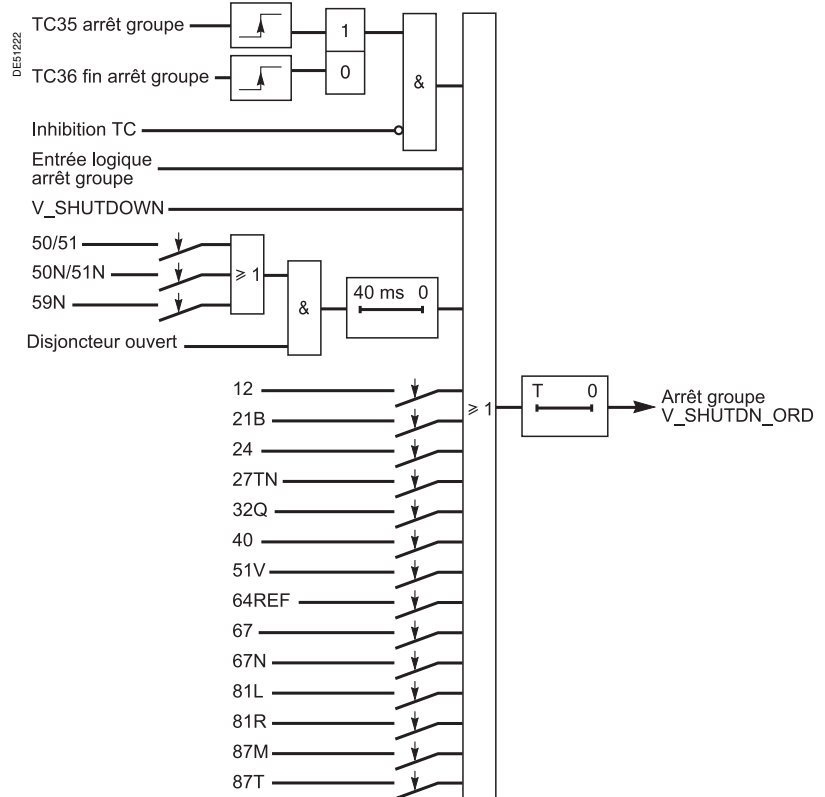 DE51222
TC35 arrêt groupe
1
TC36 fin arrêt groupe
0
&
Inhibition TC
Entrée logique
arrêt groupe
V_SHUTDOWN
50/51
50N/51N
≥ 1
59N
&
40 ms 0
Disjoncteur ouvert
12
21B
24
27TN
32Q
40
51V
64REF
67
67N
81L
81R
87M
87T
≥ 1
T 0
Arrêt groupe
V_SHUTDN_ORD